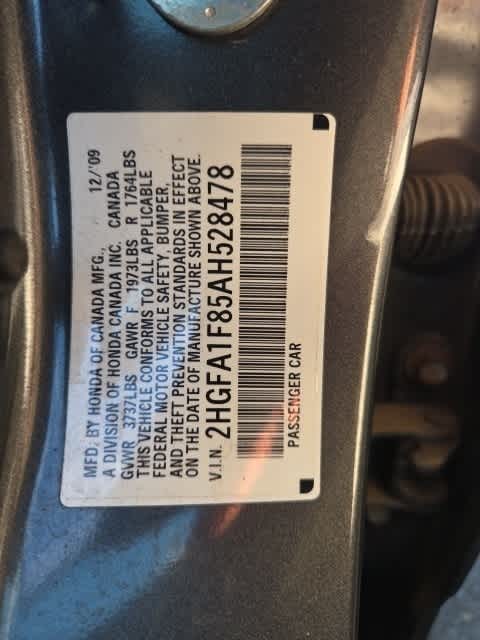 MFD. BY HONDA OF CANADA MFG. 12/'09
A DIVISION OF HONDA CANADA INC. CANADA
GVWR 3737LBS GAWR F 1973LBS R 1764LBS
THIS VEHICLE CONFORMS TO ALL APPLICABLE
FEDERAL MOTOR VEHICLE SAFETY, BUMPER,
AND THEFT PREVENTION STANDARDS IN EFFECT
ON THE DATE OF MANUFACTURE SHOWN ABOVE.
V.I.N. 2HGFA1F85AH528478
PASSENGER CAR